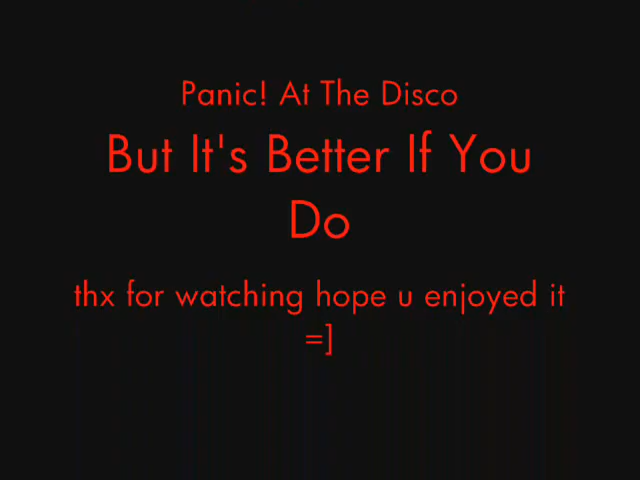 Panic! At The Disco
But It's Better If You
Do
thx for watching hope u enjoyed it
=]